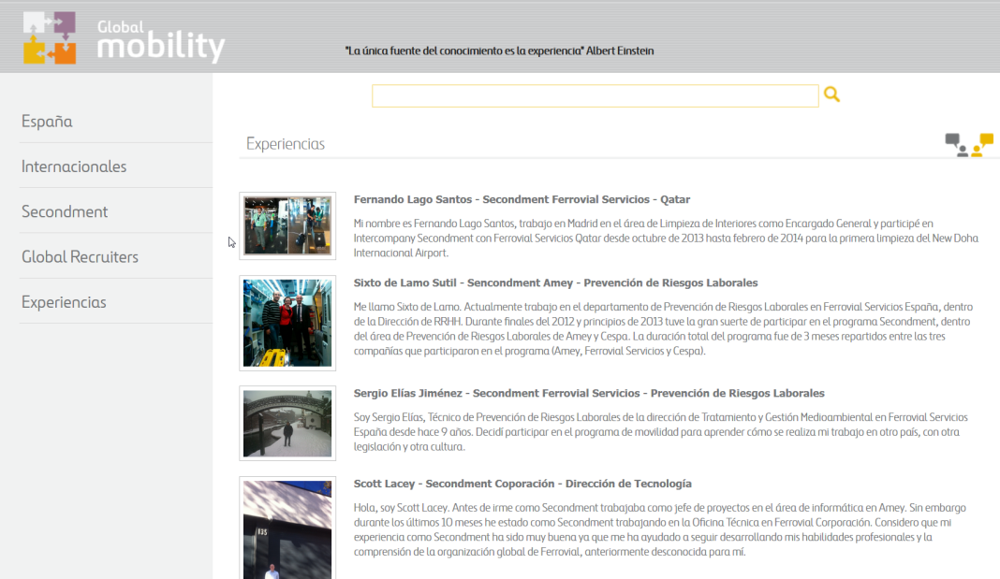 Global
mobility
"La única fuente del conocimiento es la experiencia" Albert Einstein
España
Internacionales
Secondment
Global Recruiters
Experiencias
Experiencias
Fernando Lago Santos - Secondment Ferrovial Servicios - Qatar
Mi nombre es Fernando Lago Santos, trabajo en Madrid en el área de Limpieza de Interiores como Encargado General y participé en
Intercompany Secondment con Ferrovial Servicios Qatar desde octubre de 2013 hasta febrero de 2014 para la primera limpieza del New Doha
Internacional Airport.
Sixto de Lamo Sutil - Sencondment Amey - Prevención de Riesgos Laborales
Me llamo Sixto de Lamo. Actualmente trabajo en el departamento de Prevención de Riesgos Laborales en Ferrovial Servicios España, dentro
de la Dirección de RRHH. Durante finales del 2012 y principios de 2013 tuve la gran suerte de participar en el programa Secondment, dentro
del área de Prevención de Riesgos Laborales de Amey y Cespa. La duración total del programa fue de 3 meses repartidos entre las tres
compañías que participaron en el programa (Amey, Ferrovial Servicios y Cespa).
Sergio Elías Jiménez - Secondment Ferrovial Servicios - Prevención de Riesgos Laborales
Soy Sergio Elías, Técnico de Prevención de Riesgos Laborales de la dirección de Tratamiento y Gestión Medioambiental en Ferrovial Servicios
España desde hace 9 años. Decidí participar en el programa de movilidad para aprender cómo se realiza mi trabajo en otro país, con otra
legislación y otra cultura.
Scott Lacey - Secondment Coporación - Dirección de Tecnología
Hola, soy Scott Lacey. Antes de irme como Secondment trabajaba como jefe de proyectos en el área de informática en Amey. Sin embargo
durante los últimos 10 meses he estado como Secondment trabajando en la Oficina Técnica en Ferrovial Corporación. Considero que mi
experiencia como Secondment ha sido muy buena ya que me ha ayudado a seguir desarrollando mis habilidades profesionales y la
comprensión de la organización global de Ferrovial, anteriormente desconocida para mí.
135